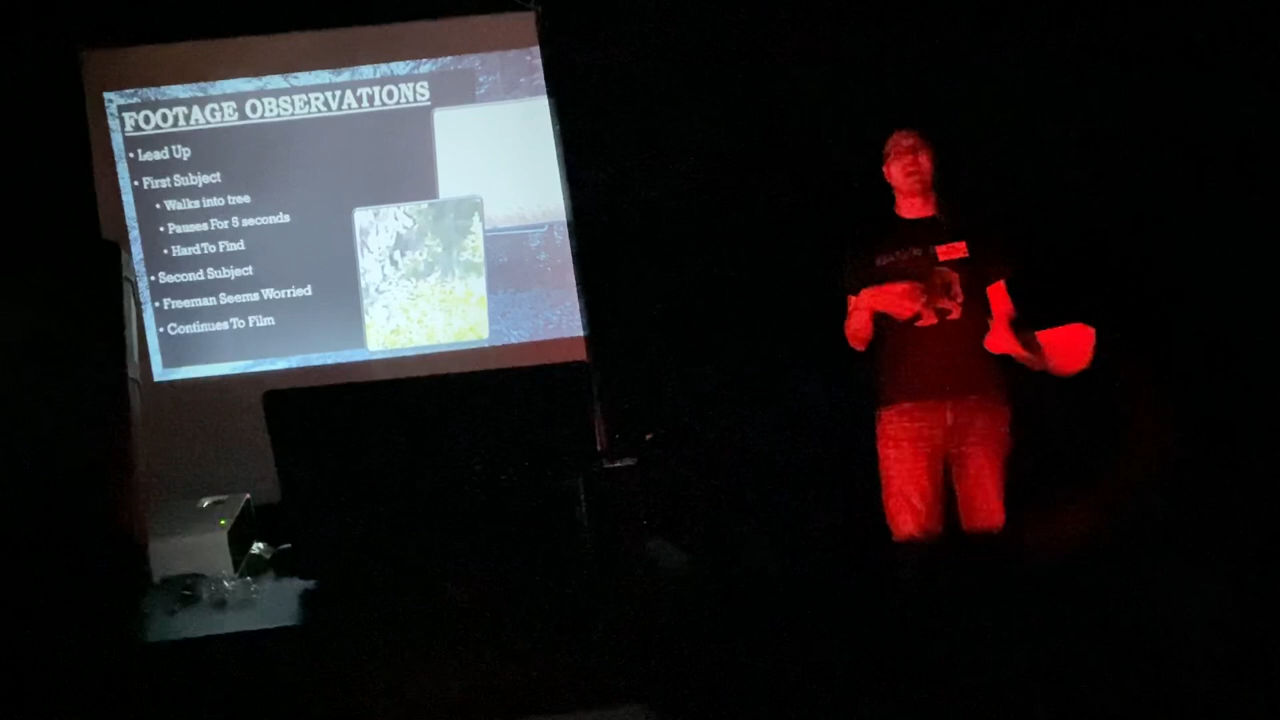 FOOTAGE OBSERVATIONS
• Lead Up
• First Subject
• Walks into tree
• Pauses For 5 seconds
• Hard To Find
• Second Subject
• Freeman Seems Worried
• Continues To Film